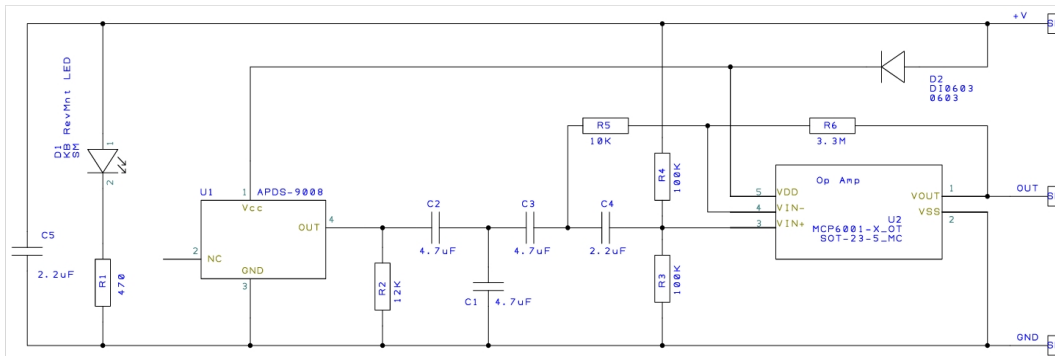 +V
S
D2
DI0603
0603
D1
KB RevMnt LED
SM
1
2
R5
10K
R6
3.3M
R4
100K
Op Amp
5
VDD
4
VIN-
3
VIN+
VOUT
1
VSS
2
U2
MCP6001-X_OT
SOT-23-5_MC
OUT
S
U1
1
APDS-9008
Vcc
OUT
4
2
NC
GND
3
C2
4.7uF
C3
4.7uF
C4
2.2uF
C5
2.2uF
R1
470
R2
12K
C1
4.7uF
R3
100K
GND
S